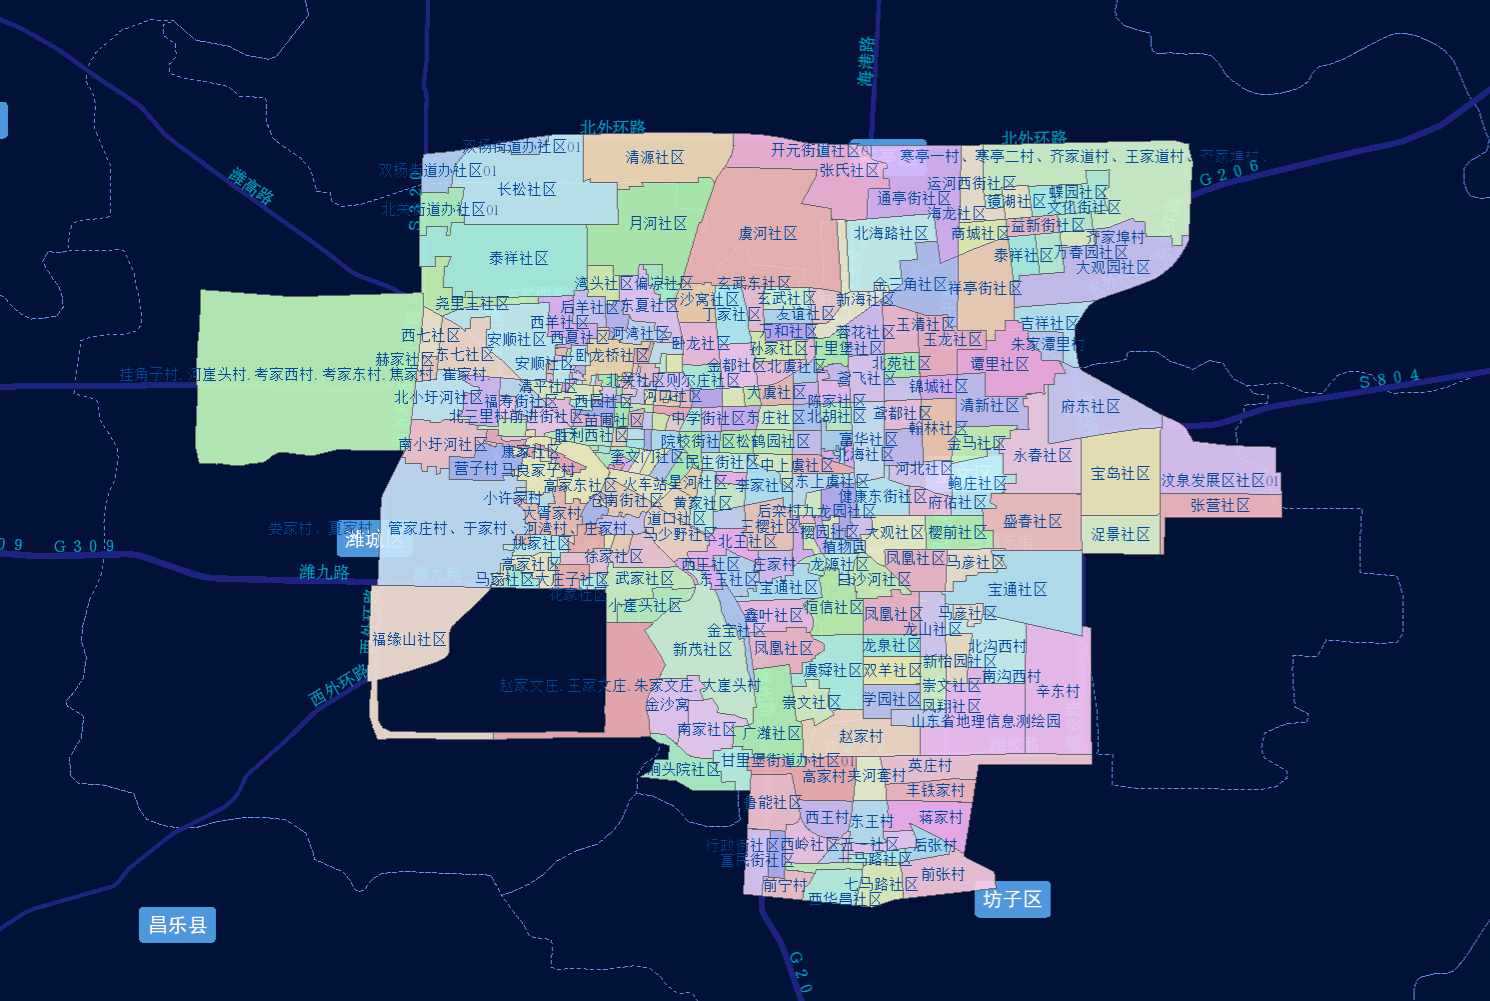 北外环路
海港路
北外环路
双杨街道办社区01
清源社区
开元街道社区01
寒亭一村、寒亭二村、齐家道村、王家道村、齐家埠村.
双杨街道办社区01
张氏社区
G206
潍高路
长松社区
运河西街社区
蝶园社区
通亭街社区
镜湖社区
文化街社区
北关街道办社区01
海龙社区
S320
月河社区
虞河社区
北海路社区
商城社区
益新街社区
齐家埠村
泰祥社区
泰祥社区
万春园社区
大观园社区
湾头社区
偏凉社区
玄武东社区
金三角社区
祥亭街社区
尧里王社区
后羊社区
东夏社区
沙窝社区
玄武社区
新海社区
丁家社区
友谊社区
西七社区
西羊社区
玉清社区
吉祥社区
安顺社区
西夏社区
河湾社区
万和社区
蓉花社区
玉龙社区
朱家潭里村
东七社区
卧龙社区
孙家社区
十里堡社区
赫家社区
安顺社区
卧龙桥社区
金都社区
北虞社区
北苑社区
潭里社区
挂角子村. 河崖头村. 考家西村. 考家东村. 焦家村. 崔家村.
清平社区
北关社区
则尔庄社区
鸢飞社区
锦城社区
S804
北小圩河社区
福寿街社区
西园社区
河口社区
大虞社区
陈家社区
清新社区
府东社区
北三里村
前进街社区
苗圃社区
中学街社区
东庄社区
北胡社区
鸢都社区
翰林社区
南小圩河社区
胜利西社区
院校街社区
松鹤园社区
富华社区
金马社区
康家社区
奎文门社区
民生街社区
中上虞社区
北海社区
永春社区
营子村
马良家子村
河北社区
宝岛社区
高家东社区
火车站
星河社区
李家社区
东上虞社区
鲍庄社区
汶泉发展区社区01
小许家村
仓南街社区
黄家社区
健康东街社区
府佑社区
张营社区
大胥家村
道口社区
后栾村
九龙园社区
盛春社区
娄家村、夏家村、管家庄村、于家村、河湾村、庄家村、
马少野社区
三樱社区
樱园社区
大观社区
樱前社区
浞景社区
潍城区
姚家社区
北王社区
植物园
G309
徐家社区
凤凰社区
高家社区
西王社区
庄家村
龙源社区
马彦社区
潍九路
潍九路
马家社区
大庄子社区
武家社区
东王社区
宝通社区
白沙河社区
宝通社区
花家社区
小崖头社区
恒信社区
鑫叶社区
凤凰社区
马彦社区
金宝社区
龙山社区
福缘山社区
新茂社区
凤凰社区
龙泉社区
北沟西村
虞舜社区
双羊社区
新怡园社区
南沟西村
西外环路
赵家文庄. 王家文庄. 朱家文庄. 大崖头村
崇文社区
辛东村
金沙窝
崇文社区
学园社区
凤翔社区
山东省地理信息测绘园
南家社区
广潍社区
赵家村
甘里堡街道办社区01
涧头院社区
高家村
夹河套村
英庄村
丰铁家村
鲁能社区
西王村
东王村
蒋家村
行政街社区
西岭社区
五一社区
后张村
富民街社区
十马路社区
前宁村
七马路社区
前张村
西华昌社区
坊子区
昌乐县
G20